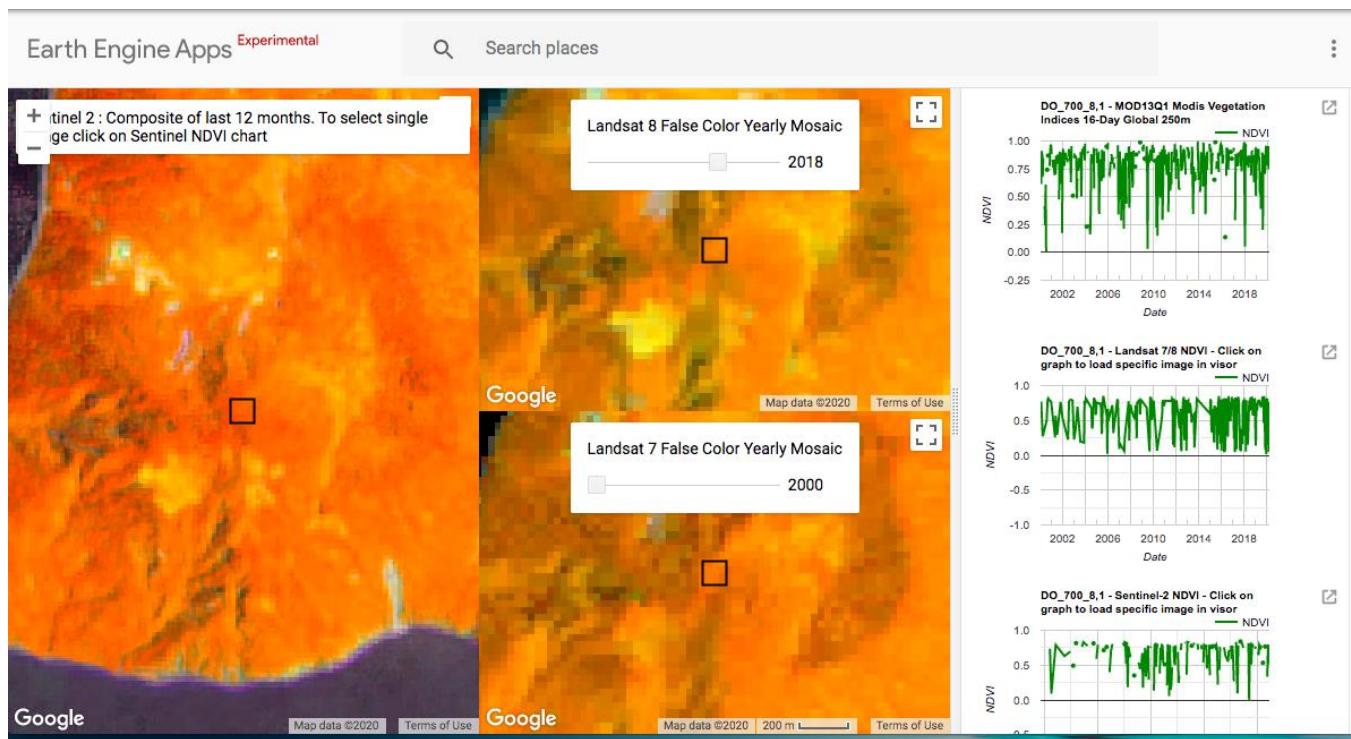 Earth Engine Apps Experimental
Search places
tinel 2 : Composite of last 12 months. To select single
ge click on Sentinel NDVI chart
+
−
Google
Map data ©2020
Terms of Use
Landsat 8 False Color Yearly Mosaic
2018
Google
Map data ©2020
Terms of Use
Landsat 7 False Color Yearly Mosaic
2000
Google
Map data ©2020
200 m
Terms of Use
DO_700_8,1 - MOD13Q1 Modis Vegetation
Indices 16-Day Global 250m
NDVI
1.00
0.75
0.50
0.25
0.00
-0.25
NDVI
2002 2006 2010 2014 2018
Date
DO_700_8,1 - Landsat 7/8 NDVI - Click on
graph to load specific image in visor
NDVI
1.0
0.5
0.0
-0.5
-1.0
NDVI
2002 2006 2010 2014 2018
Date
DO_700_8,1 - Sentinel-2 NDVI - Click on
graph to load specific image in visor
NDVI
1.0
0.5
0.0
NDVI